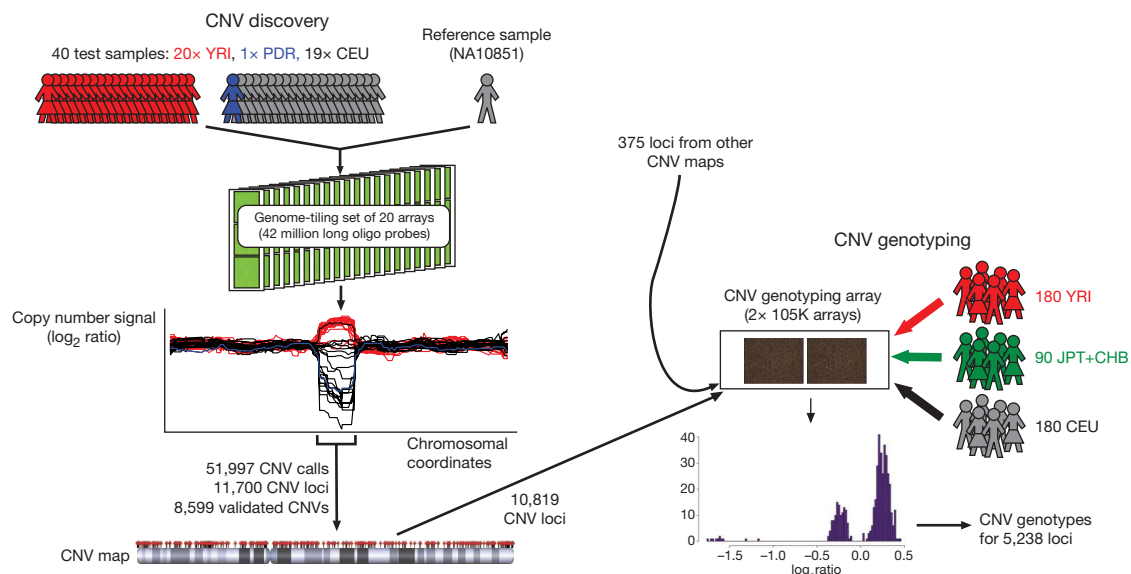 CNV discovery
40 test samples: 20× YRI, 1× PDR, 19× CEU
Reference sample
(NA10851)
Genome-tiling set of 20 arrays
(42 million long oligo probes)
Copy number signal
(log2 ratio)
Chromosomal
coordinates
51,997 CNV calls
11,700 CNV loci
8,599 validated CNVs
CNV map
10,819
CNV loci
375 loci from other
CNV maps
CNV genotyping
CNV genotyping array
(2× 105K arrays)
180 YRI
90 JPT+CHB
180 CEU
40
30
20
10
0
−1.5
−1.0
−0.5
0.0
0.5
log2 ratio
CNV genotypes
for 5,238 loci